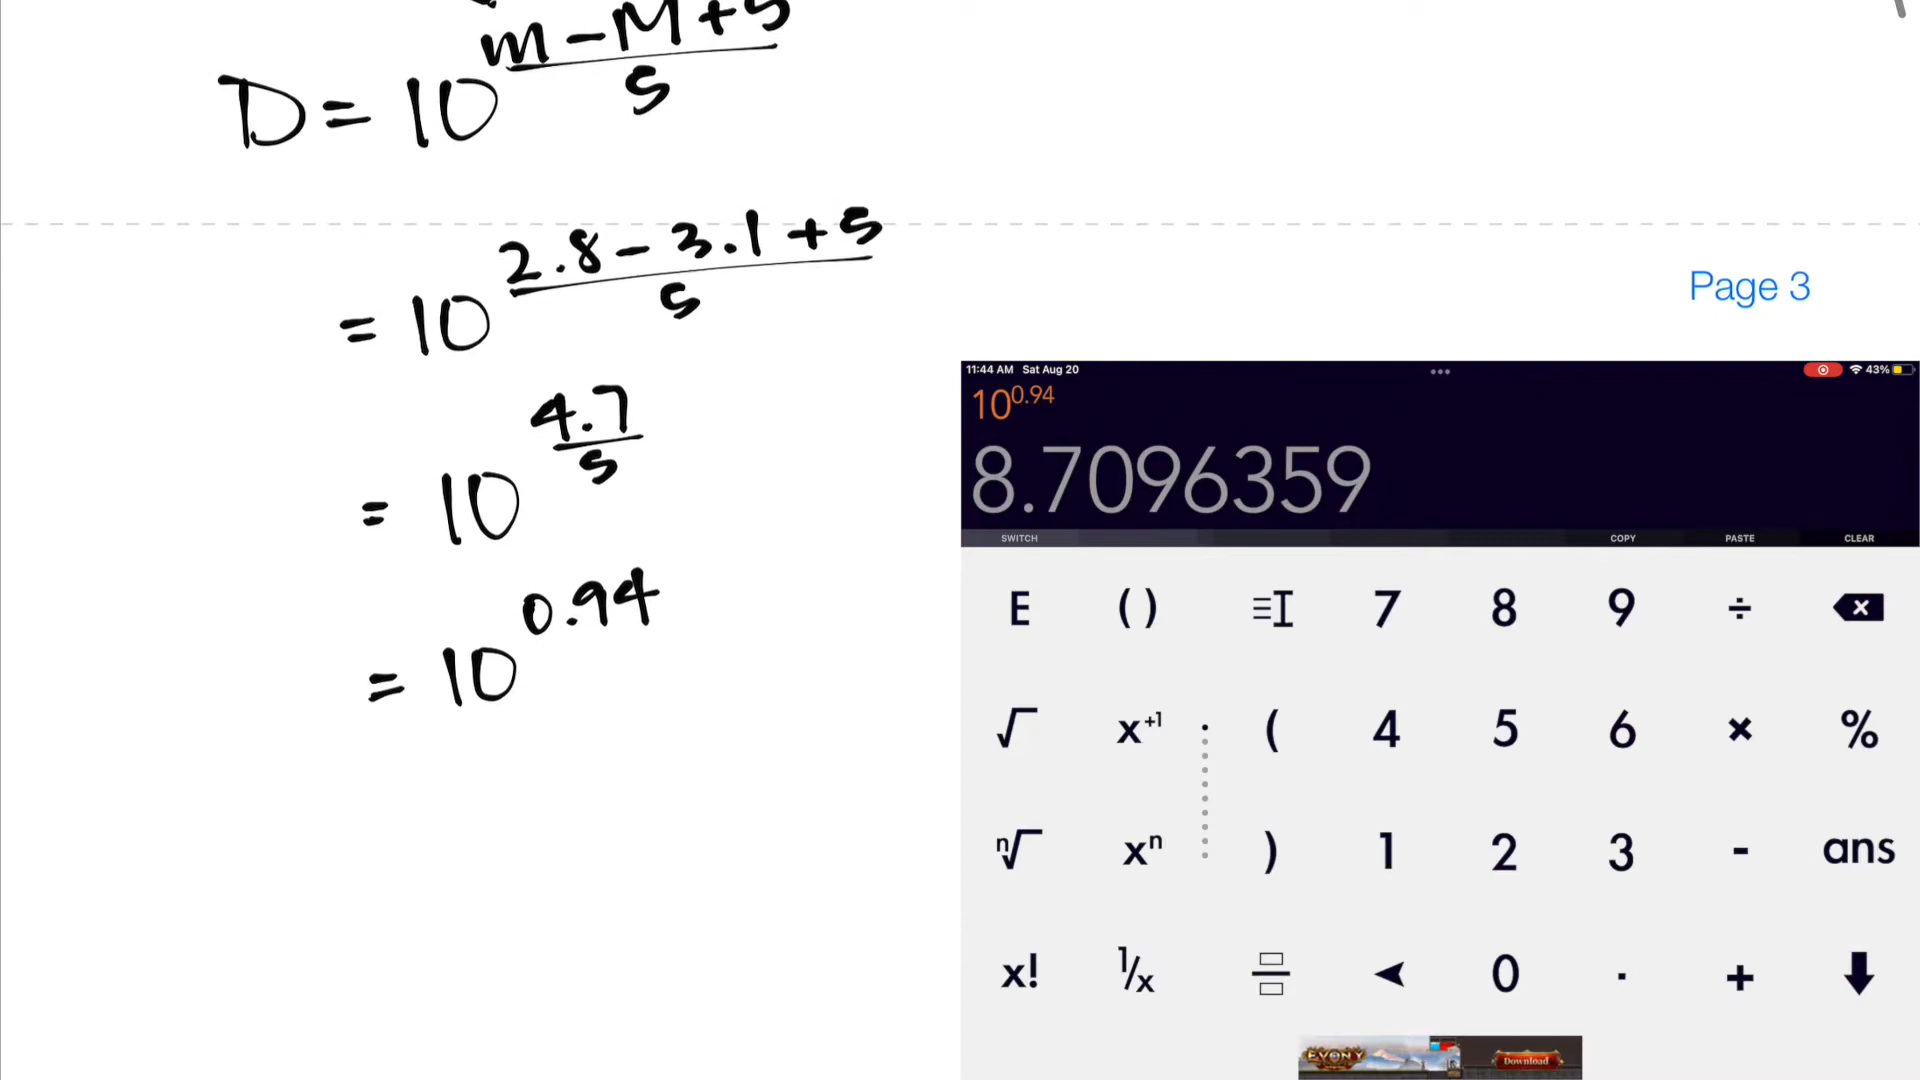 D = 10^((m - M + 5)/5)
= 10^((2.8 - 3.1 + 5)/5)
= 10^(4.7/5)
= 10^0.94
Page 3
11:44 AM Sat Aug 20 43%
10^0.94
8.7096359
SWITCH COPY PASTE CLEAR
E ( ) 7 8 9 ÷
√ x^+1 ( 4 5 6 × %
ⁿ√ xⁿ ) 1 2 3 - ans
x! 1/x 0 . +
EVONY Download